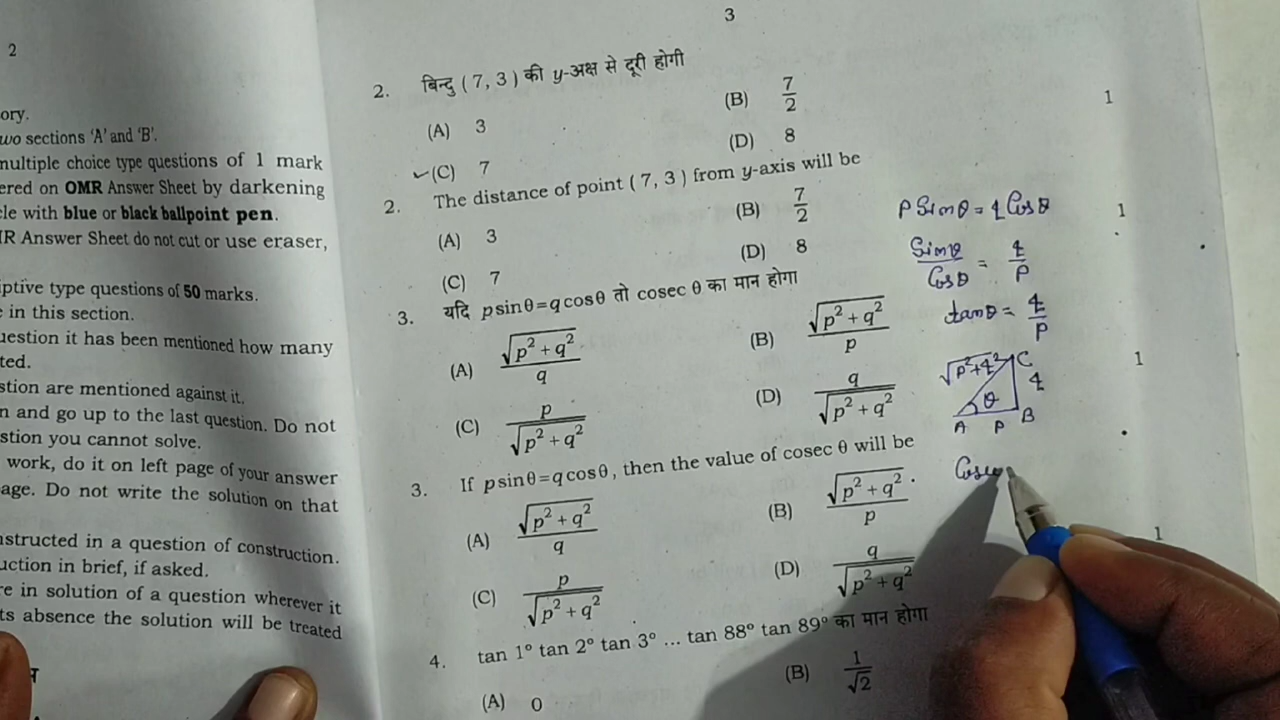 2
ory.
wo sections 'A' and 'B'.
multiple choice type questions of 1 mark
ered on OMR Answer Sheet by darkening
cle with blue or black ballpoint pen.
R Answer Sheet do not cut or use eraser,
iptive type questions of 50 marks.
in this section.
uestion it has been mentioned how many
ted.
stion are mentioned against it.
n and go up to the last question. Do not
stion you cannot solve.
work, do it on left page of your answer
age. Do not write the solution on that
nstructed in a question of construction.
uction in brief, if asked.
re in solution of a question wherever it
ts absence the solution will be treated
3
2. बिन्दु ( 7, 3 ) की y-अक्ष से दूरी होगी
(A) 3 (B) 7/2
✓(C) 7 (D) 8
1
2. The distance of point ( 7, 3 ) from y-axis will be
(A) 3 (B) 7/2
(C) 7 (D) 8
1
3. यदि p sin θ = q cos θ तो cosec θ का मान होगा
(A) √(p² + q²)/q (B) √(p² + q²)/p
(C) p/√(p² + q²) (D) q/√(p² + q²)
1
3. If p sin θ = q cos θ, then the value of cosec θ will be
(A) √(p² + q²)/q (B) √(p² + q²)/p
(C) p/√(p² + q²) (D) q/√(p² + q²)
1
4. tan 1° tan 2° tan 3° ... tan 88° tan 89° का मान होगा
(A) 0 (B) 1/√2
P Sinθ = q Cosθ
Sinθ/Cosθ = q/P
tanθ = q/P
√P²+q² C
θ q
A P B
Cosec